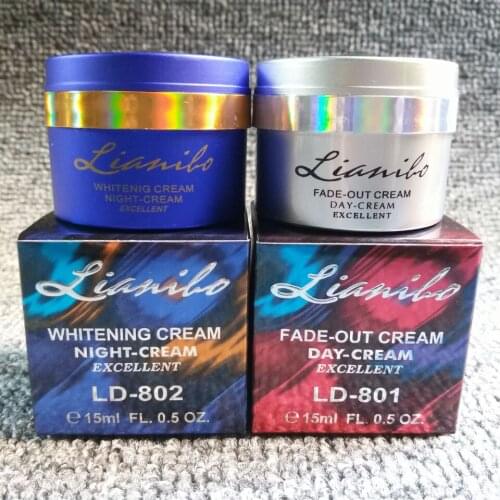 Lianibo
WHITENIG CREAM
NIGHT-CREAM
EXCELLENT
Lianibo
FADE-OUT CREAM
DAY-CREAM
EXCELLENT
Lianibo
WHITENING CREAM
NIGHT-CREAM
EXCELLENT
LD-802
℮ 15ml FL. 0.5 OZ.
Lianibo
FADE-OUT CREAM
DAY-CREAM
EXCELLENT
LD-801
℮ 15ml FL. 0.5 OZ.